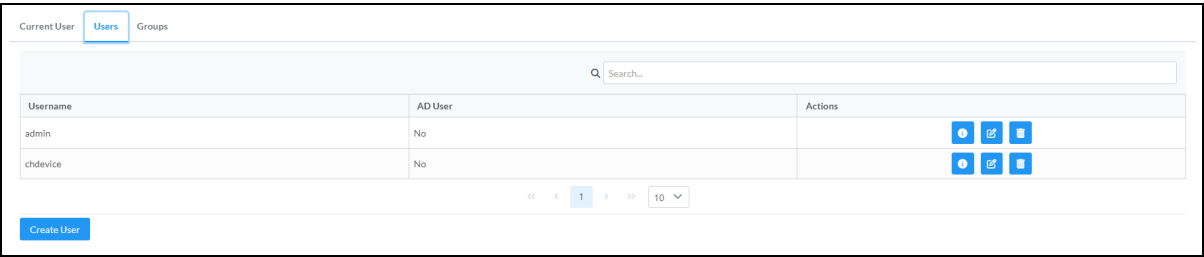 Current User Users Groups
Search...
Username AD User Actions
admin No
chdevice No
<< < 1 > >> 10
Create User